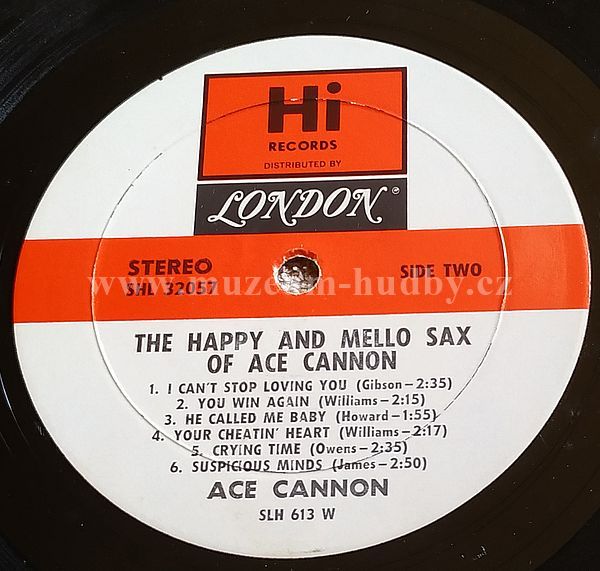 Hi
RECORDS
DISTRIBUTED BY
LONDON®
STEREO
SHL 32057
SIDE TWO
www.muzeum-hudby.cz
THE HAPPY AND MELLO SAX
OF ACE CANNON
1. I CAN'T STOP LOVING YOU (Gibson–2:35)
2. YOU WIN AGAIN (Williams–2:15)
3. HE CALLED ME BABY (Howard–1:55)
4. YOUR CHEATIN' HEART (Williams–2:17)
5. CRYING TIME (Owens–2:35)
6. SUSPICIOUS MINDS (James–2:50)
ACE CANNON
SLH 613 W